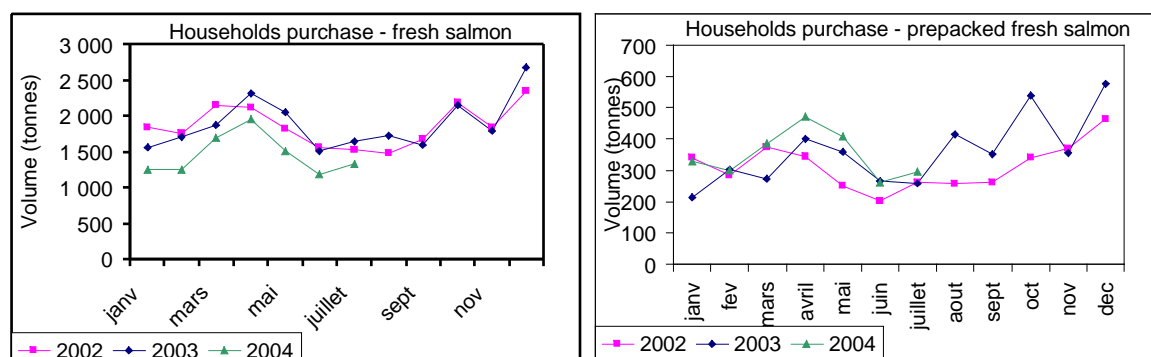 Households purchase - fresh salmon
Volume (tonnes)
3 000
2 500
2 000
1 500
1 000
500
0
janv
mars
mai
juillet
sept
nov
2002
2003
2004
Households purchase - prepacked fresh salmon
Volume (tonnes)
700
600
500
400
300
200
100
0
janv
fev
mars
avril
mai
juin
juillet
aout
sept
oct
nov
dec
2002
2003
2004